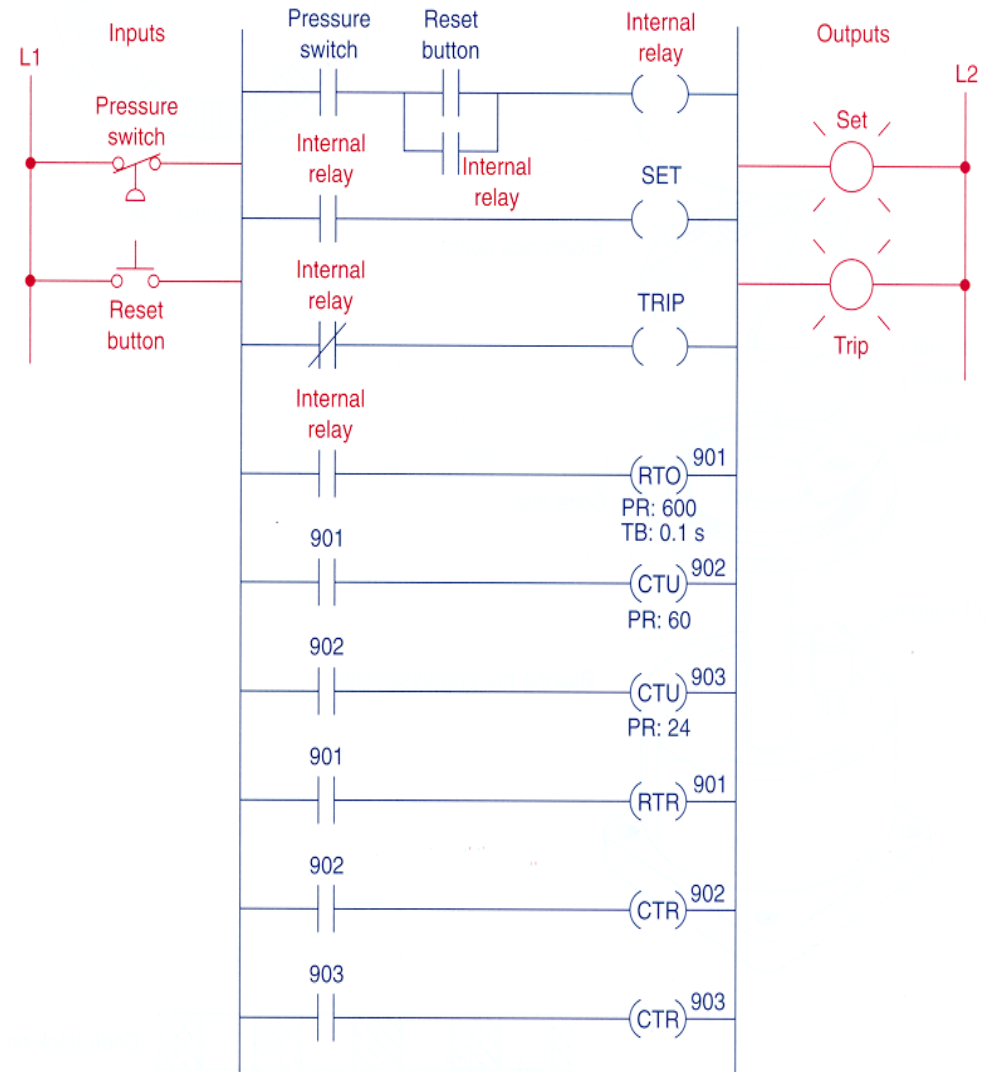 Inputs
L1
Pressure
switch
Reset
button
Pressure
switch
Reset
button
Internal
relay
Internal
relay
Internal
relay
SET
Internal
relay
TRIP
Internal
relay
RTO
901
PR: 600
TB: 0.1 s
901
CTU
902
PR: 60
902
CTU
903
PR: 24
901
RTR
901
902
CTR
902
903
CTR
903
Outputs
L2
Set
Trip